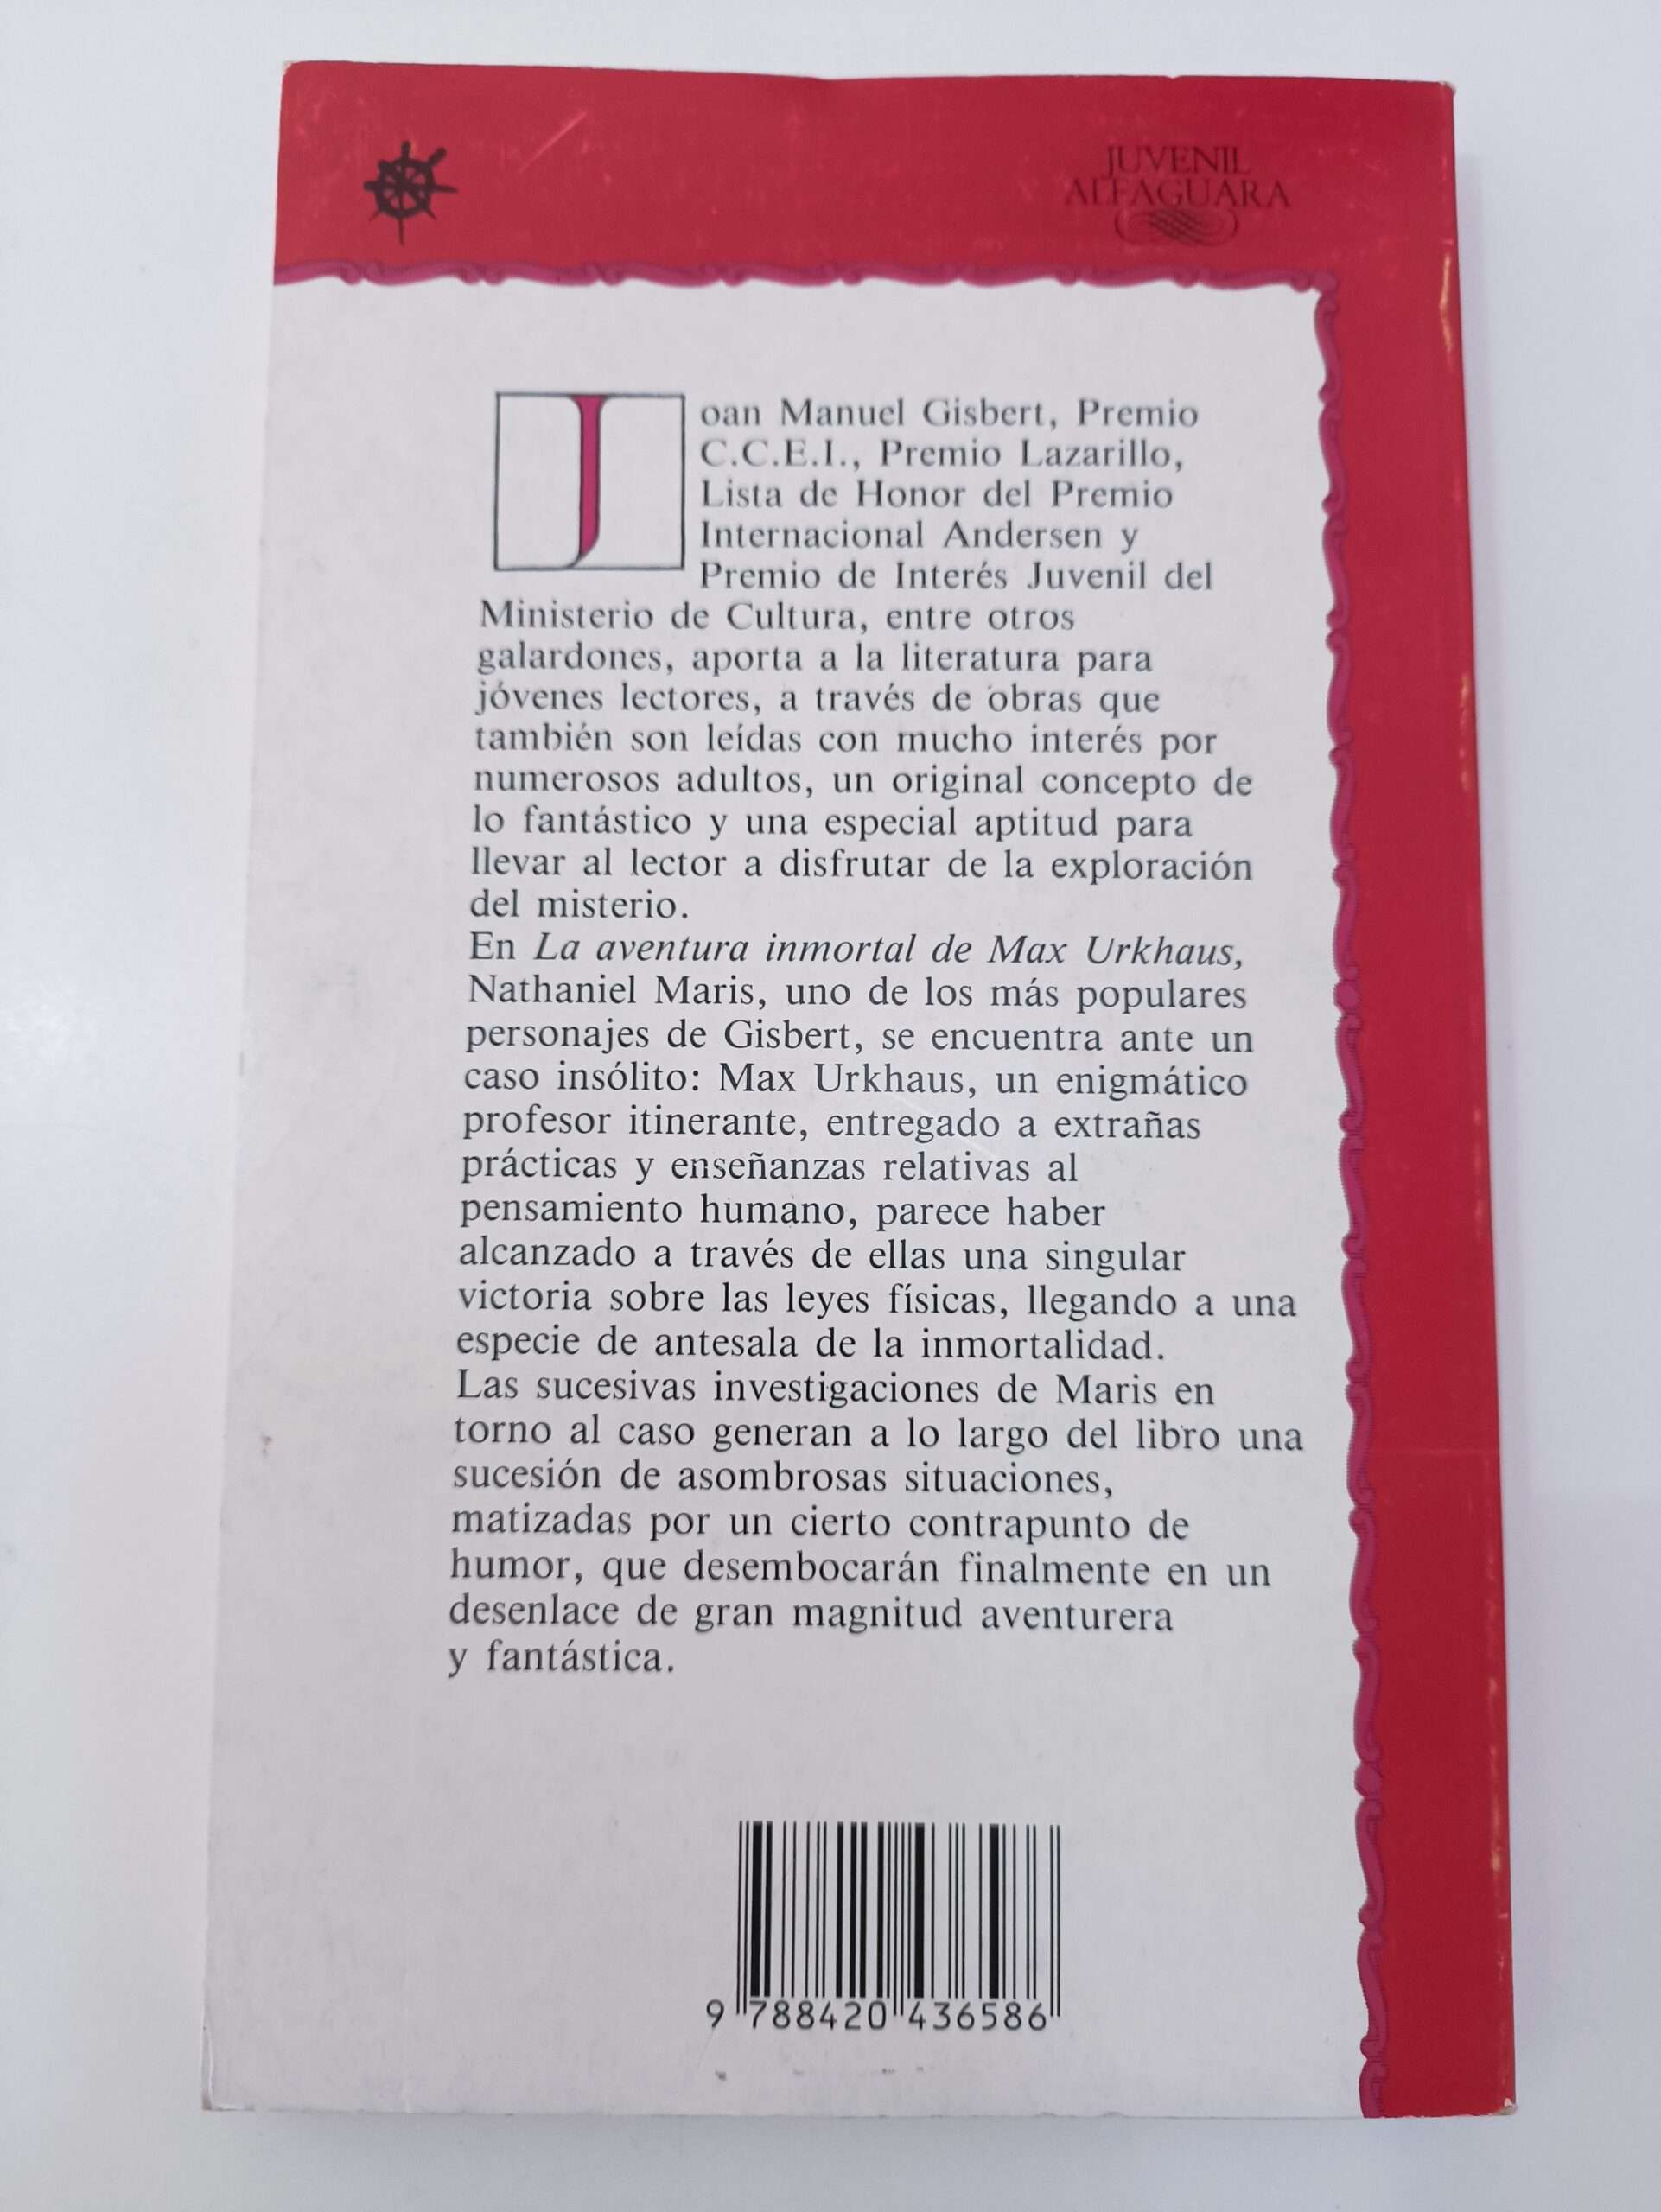 JUVENIL
ALFAGUARA
Joan Manuel Gisbert, Premio
C.C.E.I., Premio Lazarillo,
Lista de Honor del Premio
Internacional Andersen y
Premio de Interés Juvenil del
Ministerio de Cultura, entre otros
galardones, aporta a la literatura para
jóvenes lectores, a través de obras que
también son leídas con mucho interés por
numerosos adultos, un original concepto de
lo fantástico y una especial aptitud para
llevar al lector a disfrutar de la exploración
del misterio.
En La aventura inmortal de Max Urkhaus,
Nathaniel Maris, uno de los más populares
personajes de Gisbert, se encuentra ante un
caso insólito: Max Urkhaus, un enigmático
profesor itinerante, entregado a extrañas
prácticas y enseñanzas relativas al
pensamiento humano, parece haber
alcanzado a través de ellas una singular
victoria sobre las leyes físicas, llegando a una
especie de antesala de la inmortalidad.
Las sucesivas investigaciones de Maris en
torno al caso generan a lo largo del libro una
sucesión de asombrosas situaciones,
matizadas por un cierto contrapunto de
humor, que desembocarán finalmente en un
desenlace de gran magnitud aventurera
y fantástica.
9 788420 436586